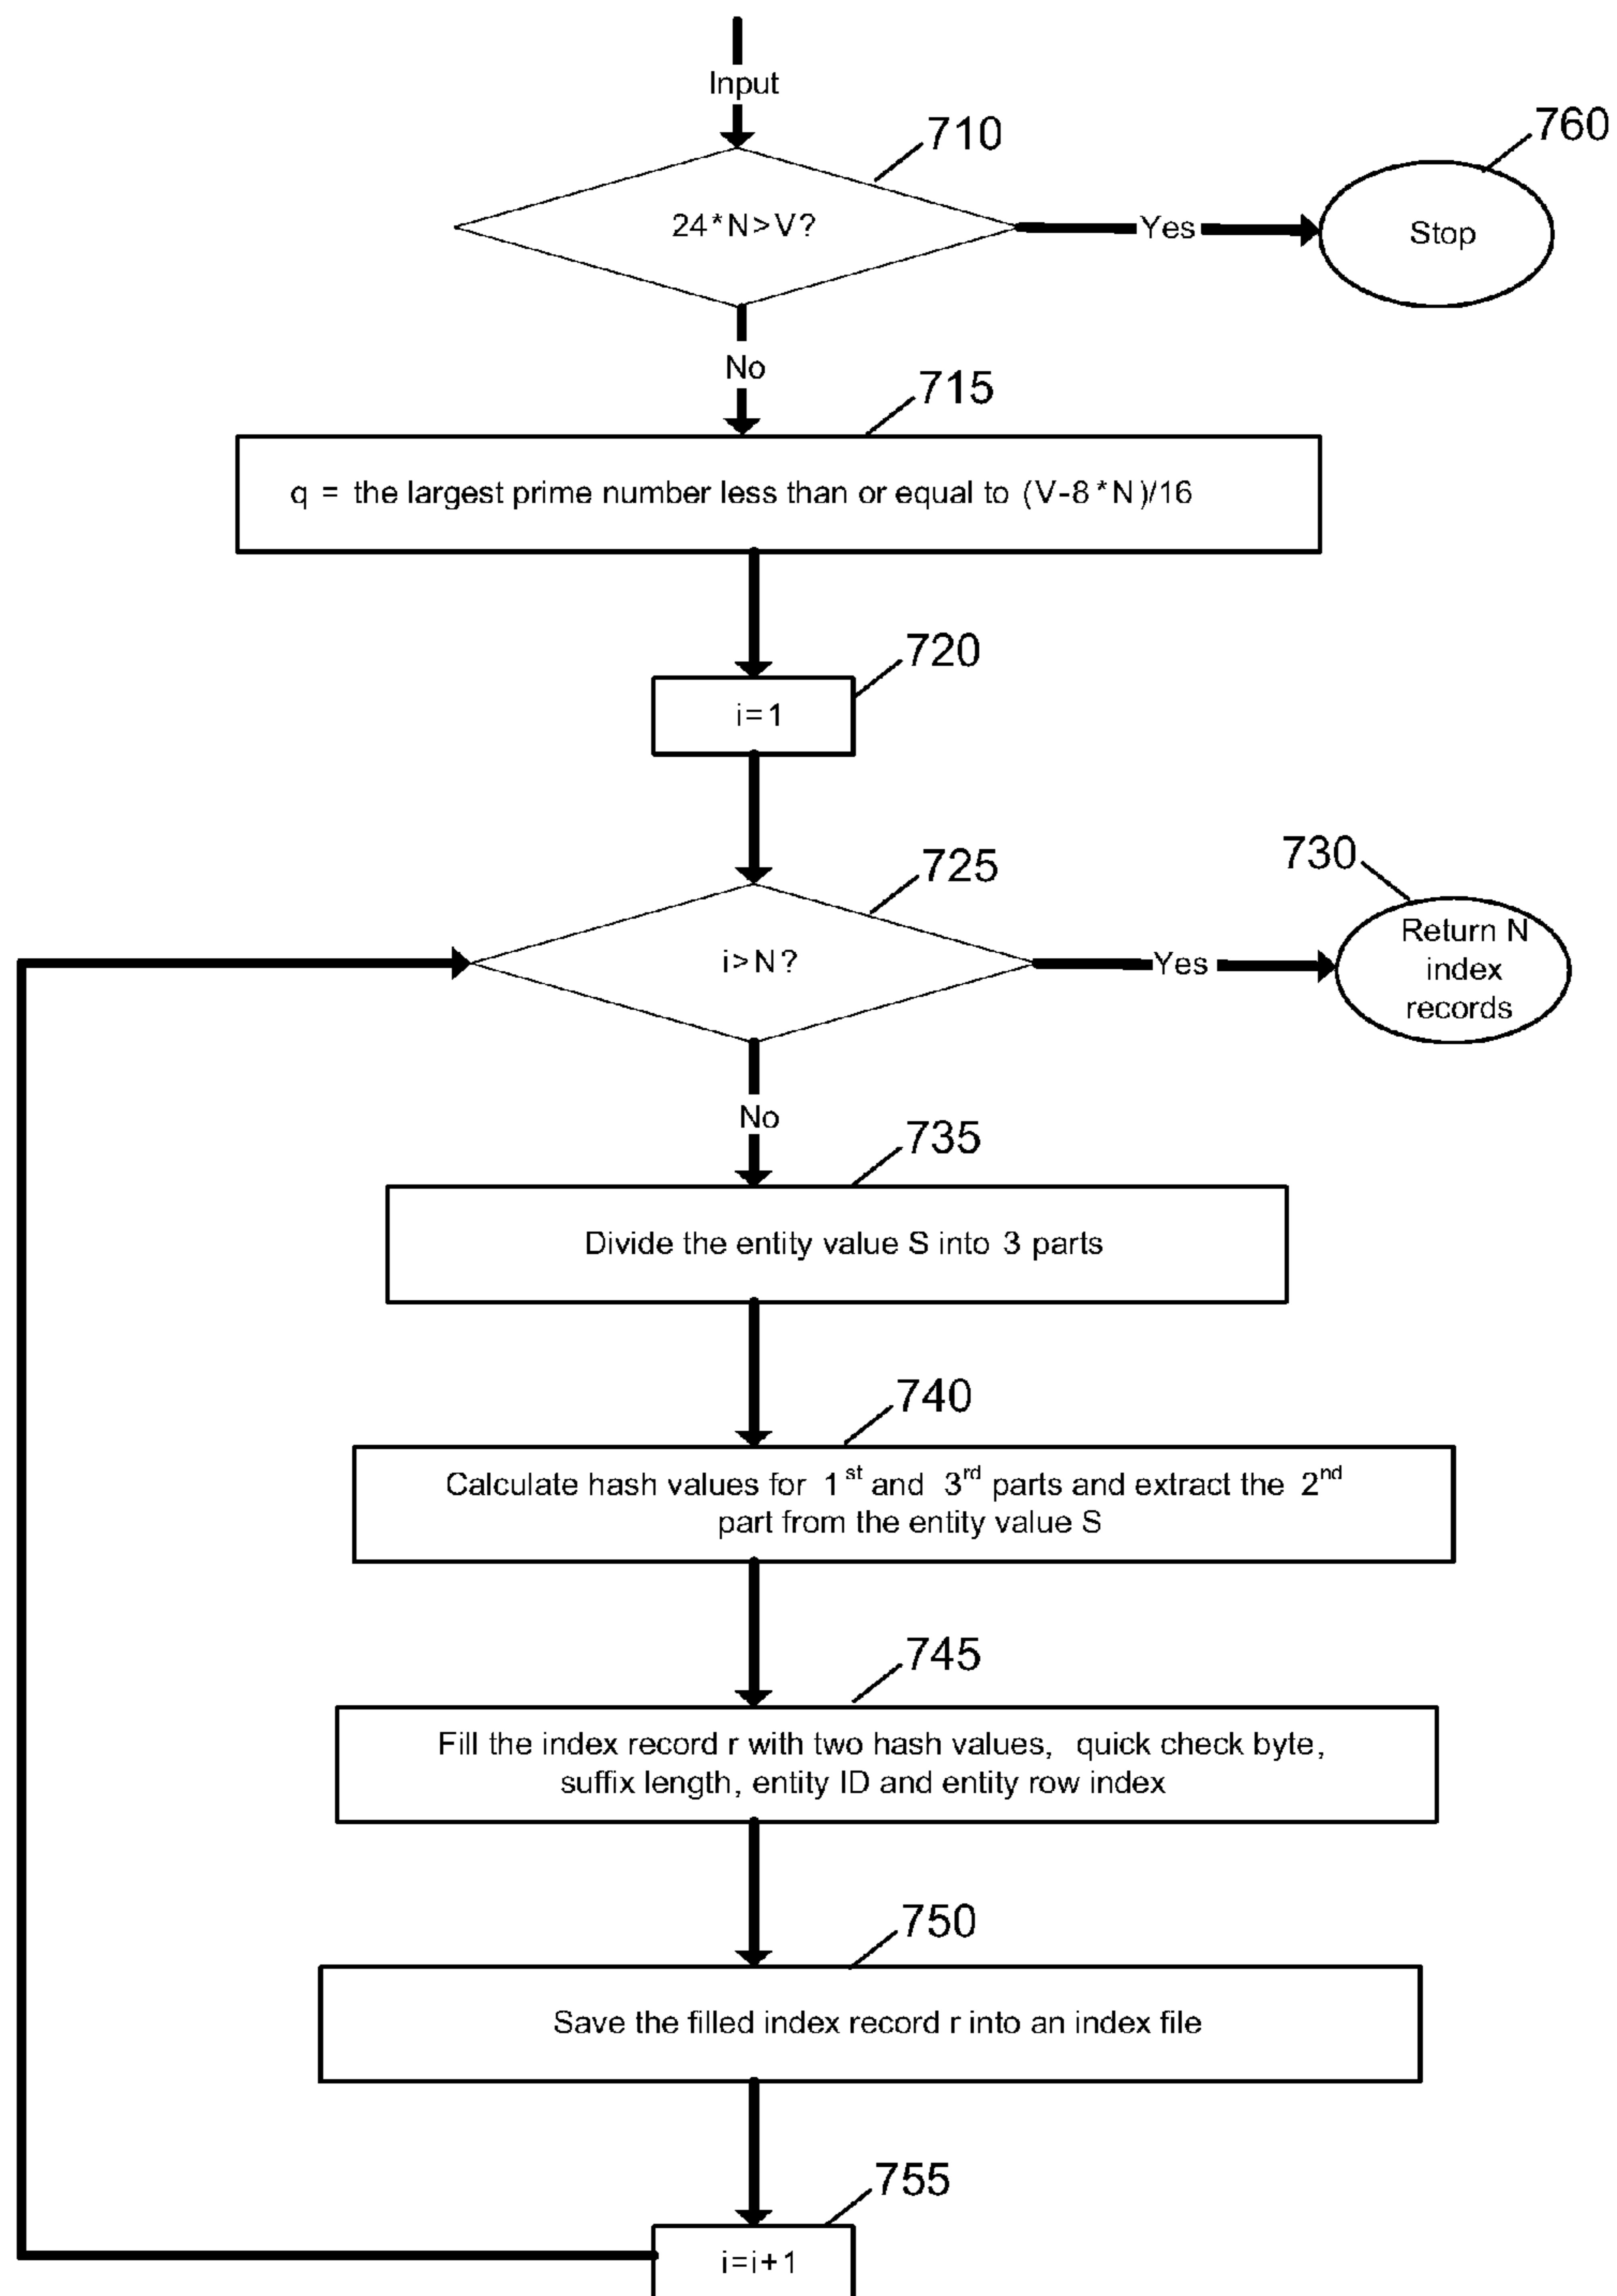 Input
710
760
24*N>V?
Yes
Stop
No
715
q = the largest prime number less than or equal to (V-8*N)/16
720
i=1
725
730
i>N?
Yes
Return N
index
records
No
735
Divide the entity value S into 3 parts
740
Calculate hash values for 1st and 3rd parts and extract the 2nd
part from the entity value S
745
Fill the index record r with two hash values, quick check byte,
suffix length, entity ID and entity row index
750
Save the filled index record r into an index file
755
i=i+1